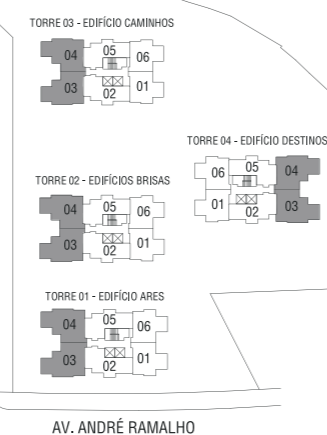 TORRE 03 - EDIFÍCIO CAMINHOS
04 05 06
03 02 01
TORRE 04 - EDIFÍCIO DESTINOS
06 05 04
01 02 03
TORRE 02 - EDIFÍCIOS BRISAS
04 05 06
03 02 01
TORRE 01 - EDIFÍCIO ARES
04 05 06
03 02 01
AV. ANDRÉ RAMALHO